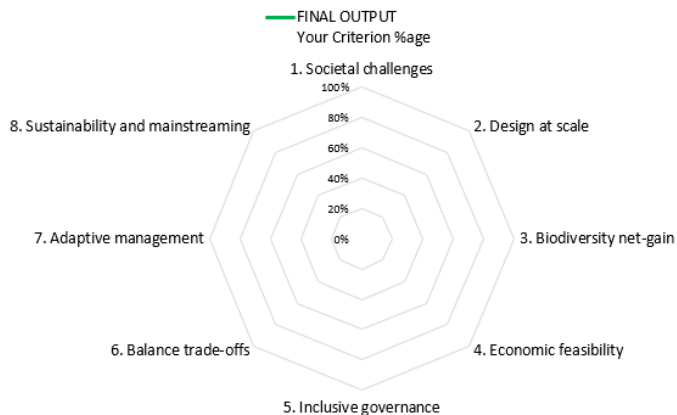 FINAL OUTPUT
Your Criterion %age
1. Societal challenges
100%
8. Sustainability and mainstreaming
2. Design at scale
80%
60%
40%
20%
7. Adaptive management
0%
3. Biodiversity net-gain
6. Balance trade-offs
4. Economic feasibility
5. Inclusive governance